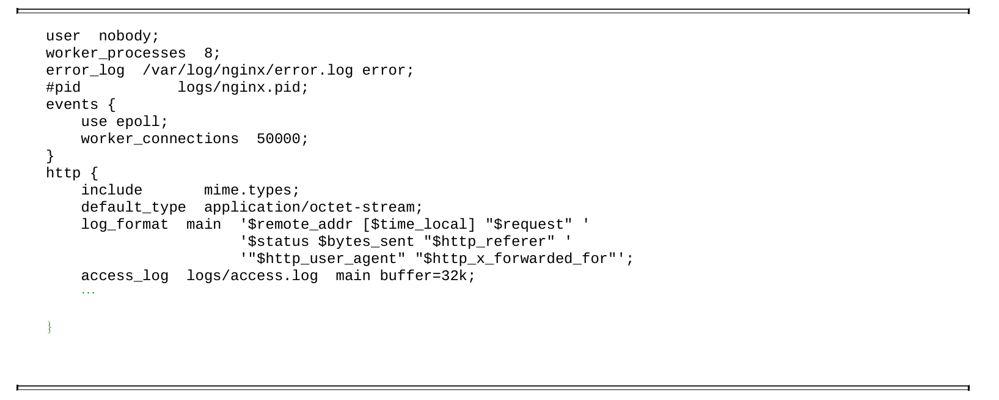 user  nobody;
worker_processes  8;
error_log  /var/log/nginx/error.log error;
#pid           logs/nginx.pid;
events {
    use epoll;
    worker_connections  50000;
}
http {
    include       mime.types;
    default_type  application/octet-stream;
    log_format  main  '$remote_addr [$time_local] "$request" '
                      '$status $bytes_sent "$http_referer" '
                      '"$http_user_agent" "$http_x_forwarded_for"';
    access_log  logs/access.log  main buffer=32k;
    …
}